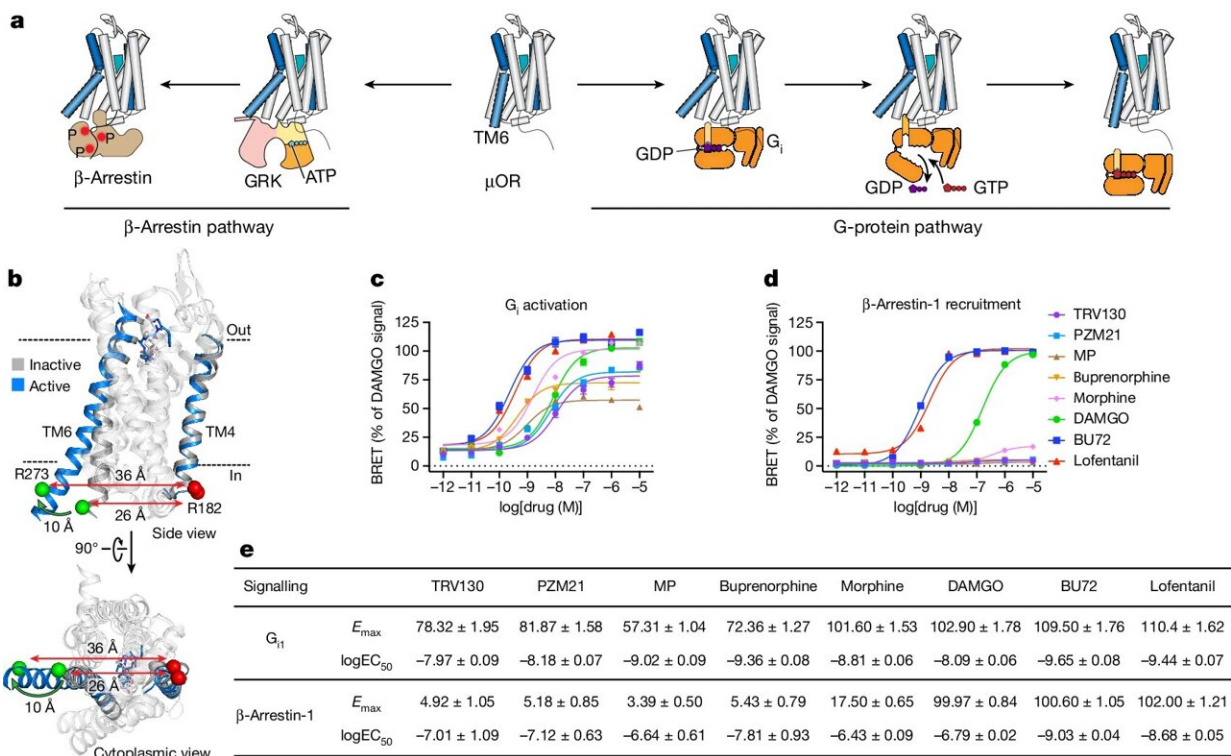 a
TM6
μOR
β-Arrestin
P
P
P
GRK
ATP
GDP
Gi
GDP
GTP
β-Arrestin pathway
G-protein pathway
b
Out
Inactive
Active
TM6
TM4
In
R273
36 Å
R182
26 Å
10 Å
Side view
90°
36 Å
26 Å
10 Å
Cytoplasmic view
c
Gi activation
BRET (% of DAMGO signal)
125
100
75
50
25
0
−12 −11 −10 −9 −8 −7 −6 −5
log[drug (M)]
d
β-Arrestin-1 recruitment
BRET (% of DAMGO signal)
125
100
75
50
25
0
−12 −11 −10 −9 −8 −7 −6 −5
log[drug (M)]
TRV130
PZM21
MP
Buprenorphine
Morphine
DAMGO
BU72
Lofentanil
e
Signalling TRV130 PZM21 MP Buprenorphine Morphine DAMGO BU72 Lofentanil
Gi1
Emax 78.32 ± 1.95 81.87 ± 1.58 57.31 ± 1.04 72.36 ± 1.27 101.60 ± 1.53 102.90 ± 1.78 109.50 ± 1.76 110.4 ± 1.62
logEC50 −7.97 ± 0.09 −8.18 ± 0.07 −9.02 ± 0.09 −9.36 ± 0.08 −8.81 ± 0.06 −8.09 ± 0.06 −9.65 ± 0.08 −9.44 ± 0.07
β-Arrestin-1
Emax 4.92 ± 1.05 5.18 ± 0.85 3.39 ± 0.50 5.43 ± 0.79 17.50 ± 0.65 99.97 ± 0.84 100.60 ± 1.05 102.00 ± 1.21
logEC50 −7.01 ± 1.09 −7.12 ± 0.63 −6.64 ± 0.61 −7.81 ± 0.93 −6.43 ± 0.09 −6.79 ± 0.02 −9.03 ± 0.04 −8.68 ± 0.05